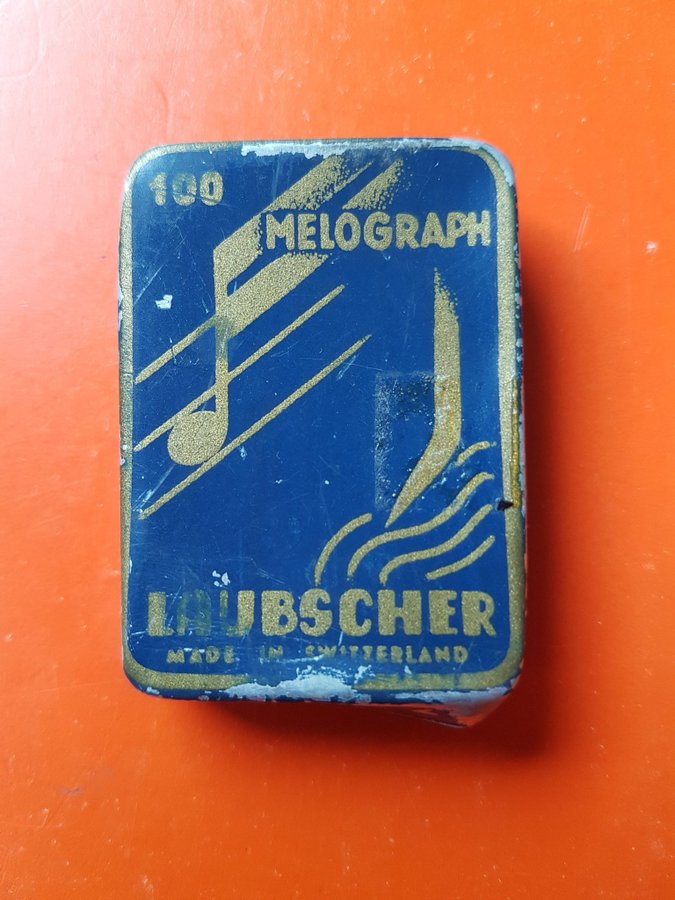 100
MELOGRAPH
LAUBSCHER
MADE IN SWITZERLAND